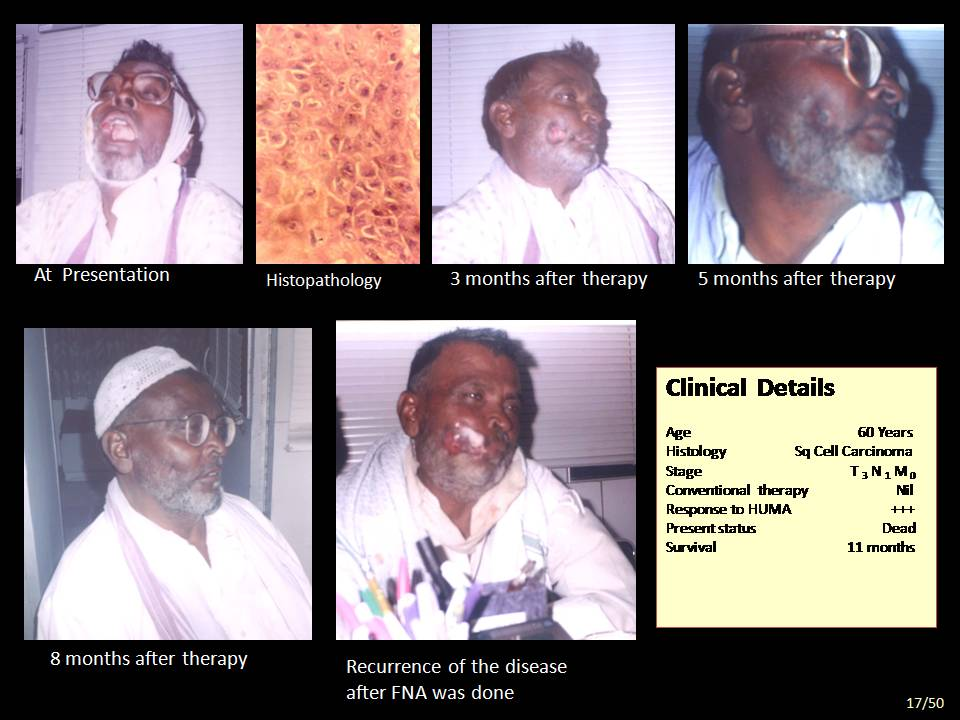 At Presentation
Histopathology
3 months after therapy
5 months after therapy
8 months after therapy
Recurrence of the disease
after FNA was done
Clinical Details
Age 60 Years
Histology Sq Cell Carcinoma
Stage T 3 N 1 M 0
Conventional therapy Nil
Response to HUMA +++
Present status Dead
Survival 11 months
17/50